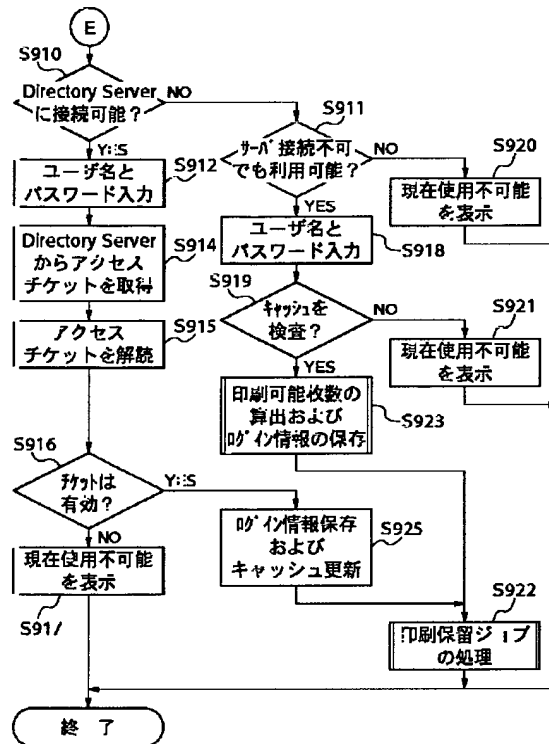 E
S910
Directory Server
に接続可能?
NO
YES
S911
サーバ接続不可
でも利用可能?
NO
YES
S920
現在使用不可能
を表示
ユーザ名と
パスワード入力
S912
ユーザ名と
パスワード入力
S918
Directory Server
からアクセス
チケットを取得
S914
S919
キャッシュを
検査?
NO
YES
S921
現在使用不可能
を表示
アクセス
チケットを解読
S915
印刷可能枚数の
算出および
ログイン情報の保存
S923
S916
チケットは
有効?
YES
NO
ログイン情報保存
および
キャッシュ更新
S925
現在使用不可能
を表示
S917
S922
印刷保留ジョブ
の処理
終 了